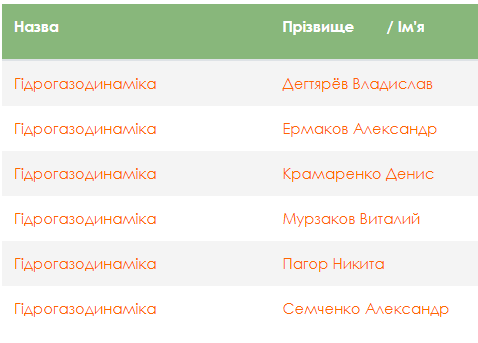 Назва Прізвище / Ім'я
Гідрогазодинаміка Дегтярёв Владислав
Гідрогазодинаміка Ермаков Александр
Гідрогазодинаміка Крамаренко Денис
Гідрогазодинаміка Мурзаков Виталий
Гідрогазодинаміка Пагор Никита
Гідрогазодинаміка Семченко Александр